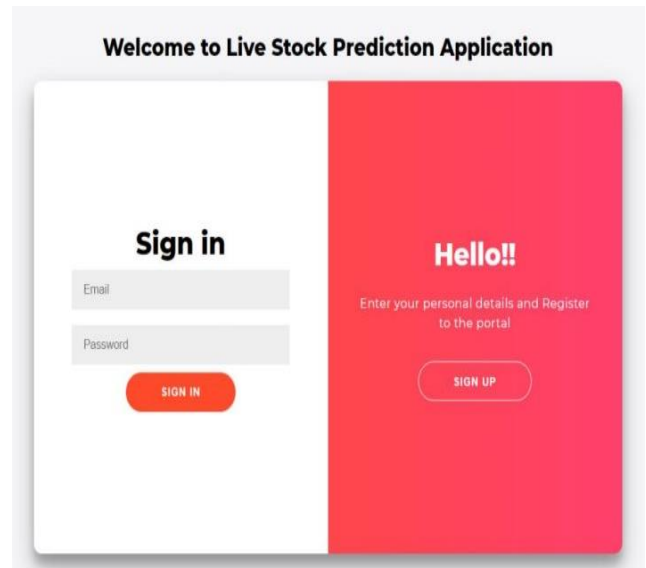 Welcome to Live Stock Prediction Application
Sign in
Email
Password
SIGN IN
Hello!!
Enter your personal details and Register
to the portal
SIGN UP